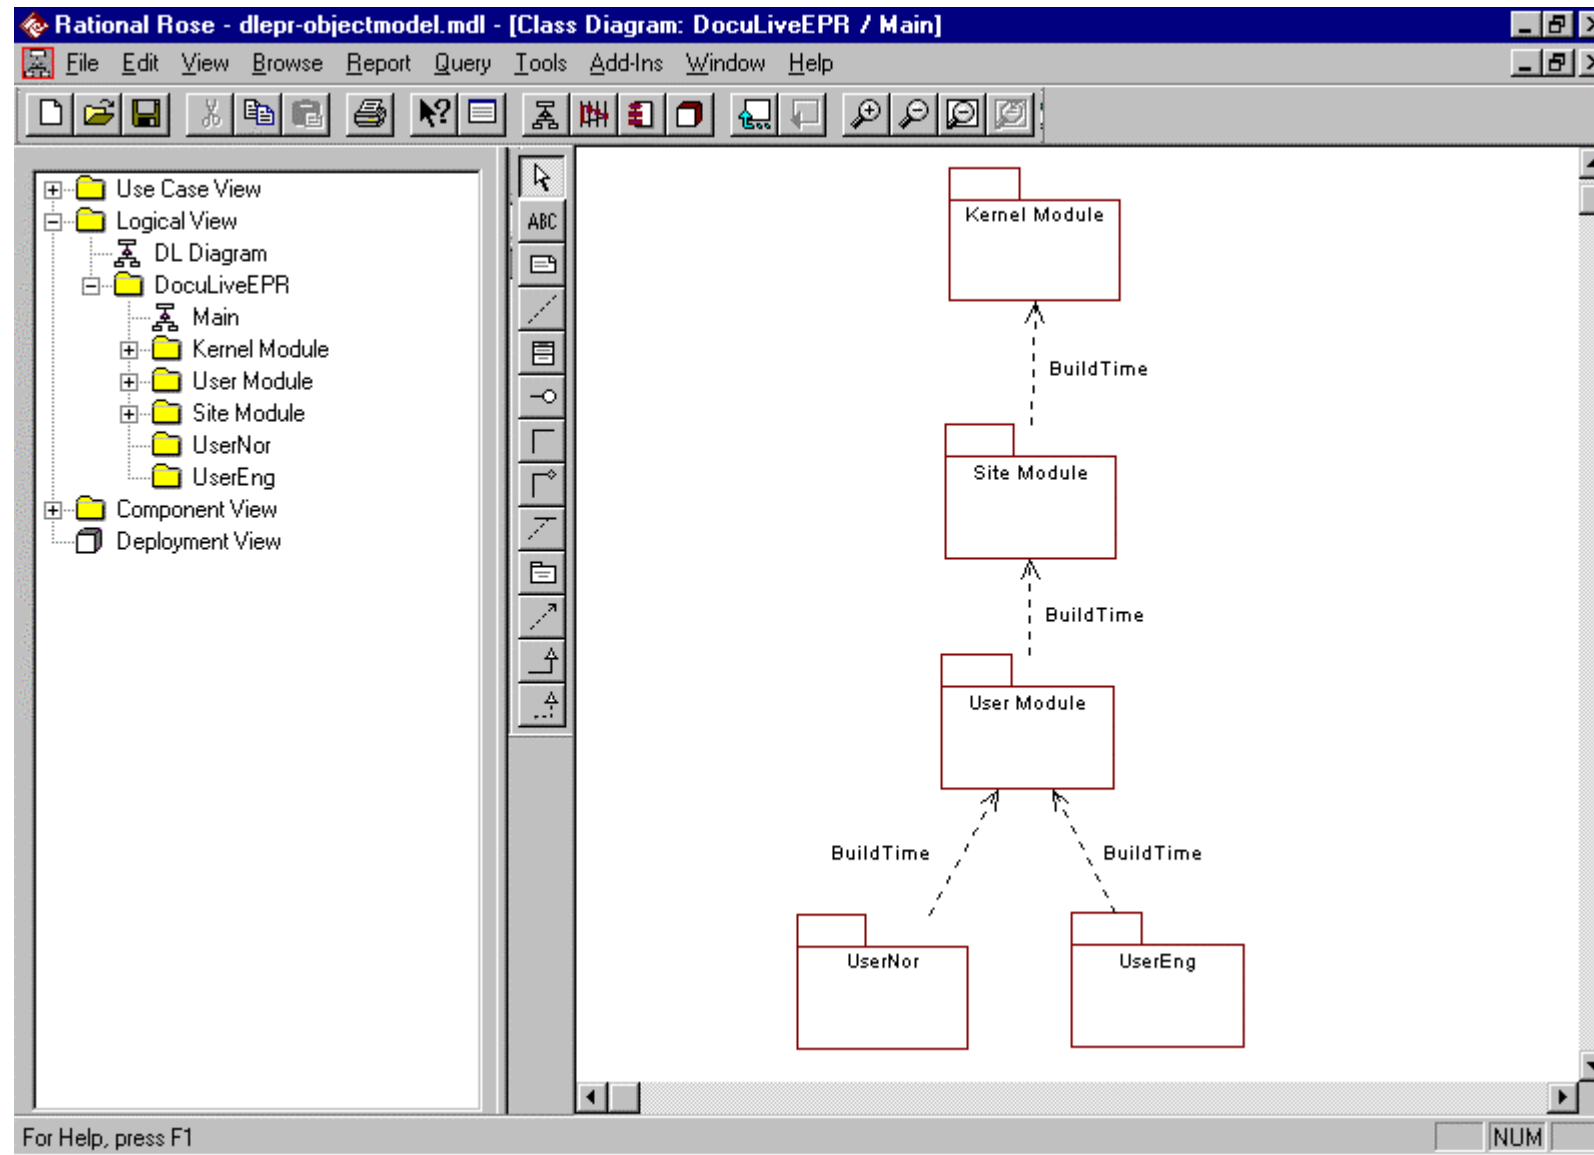 Rational Rose - dlepr-objectmodel.mdl - [Class Diagram: DocuLiveEPR / Main]
File Edit View Browse Report Query Tools Add-Ins Window Help
Use Case View
Logical View
DL Diagram
DocuLiveEPR
Main
Kernel Module
User Module
Site Module
UserNor
UserEng
Component View
Deployment View
ABC
Kernel Module
BuildTime
Site Module
BuildTime
User Module
BuildTime BuildTime
UserNor UserEng
For Help, press F1 NUM